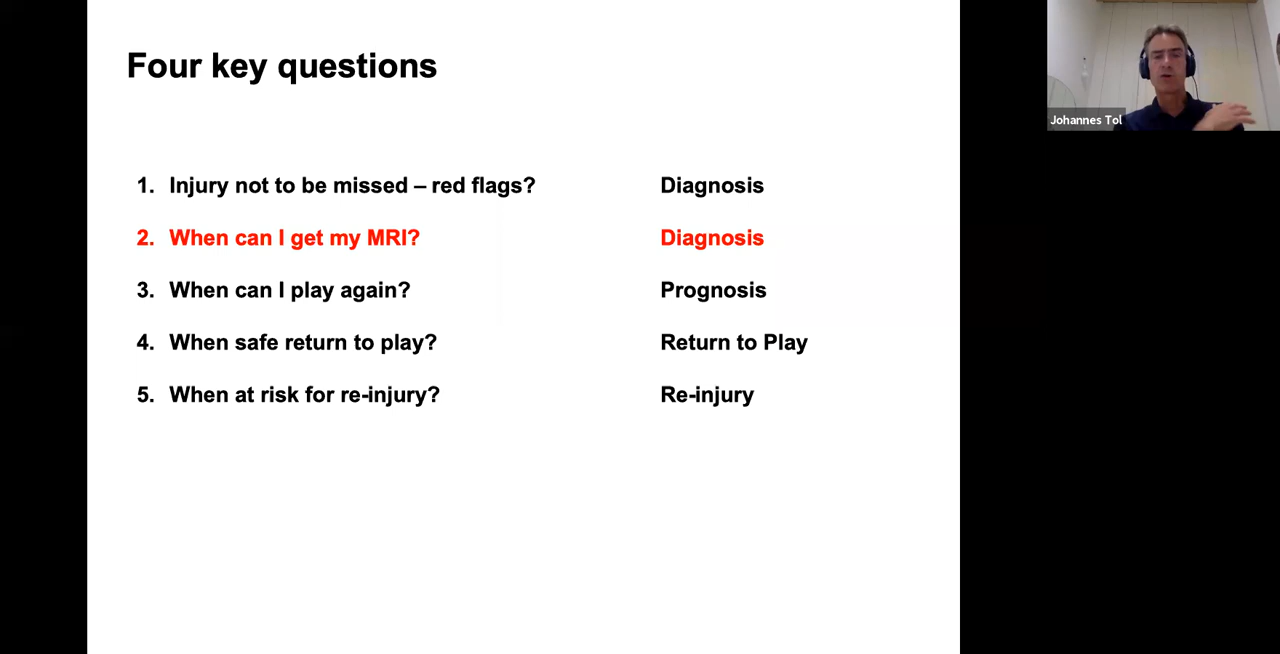 Four key questions
1. Injury not to be missed – red flags? Diagnosis
2. When can I get my MRI? Diagnosis
3. When can I play again? Prognosis
4. When safe return to play? Return to Play
5. When at risk for re-injury? Re-injury
Johannes Tol